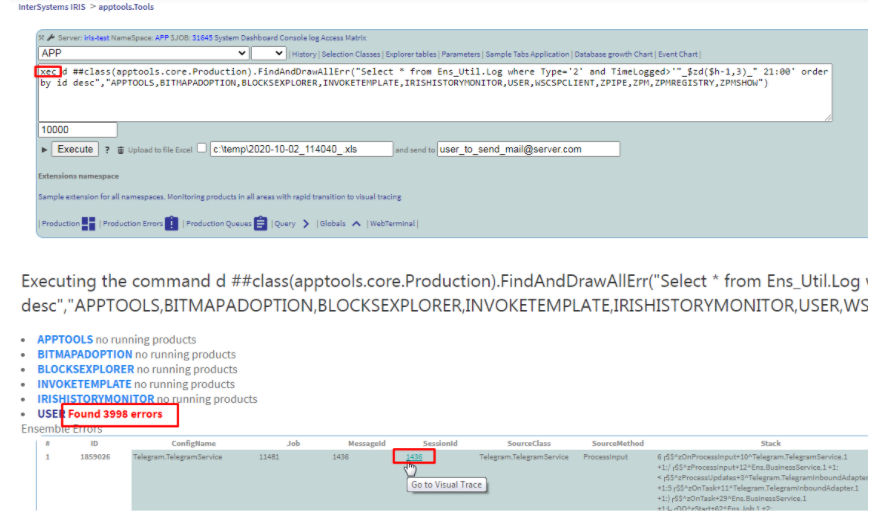 InterSystems IRIS > apptools.Tools
Server: iris-test NameSpace: APP $JOB: 31645 System Dashboard Console log Access Matrix
APP | History | Selection Classes | Explorer tables | Parameters | Sample Tabs Application | Database growth Chart | Event Chart |
xec d ##class(apptools.core.Production).FindAndDrawAllErr("Select * from Ens_Util.Log where Type='2' and TimeLogged>'"_$zd($h-1,3)_" 21:00' order
by id desc","APPTOOLS,BITMAPADOPTION,BLOCKSEXPLORER,INVOKETEMPLATE,IRISHISTORYMONITOR,USER,WSCSPCLIENT,ZPIPE,ZPM,ZPMREGISTRY,ZPMSHOW")
10000
Execute ? Upload to file Excel c:\temp\2020-10-02_114040_.xls and send to user_to_send_mail@server.com
Extensions namespace
Sample extension for all namespaces. Monitoring products in all areas with rapid transition to visual tracing
| Production | Production Errors | Production Queues | Query | Globals | WebTerminal |
Executing the command d ##class(apptools.core.Production).FindAndDrawAllErr("Select * from Ens_Util.Log
desc","APPTOOLS,BITMAPADOPTION,BLOCKSEXPLORER,INVOKETEMPLATE,IRISHISTORYMONITOR,USER,WS
APPTOOLS no running products
BITMAPADOPTION no running products
BLOCKSEXPLORER no running products
INVOKETEMPLATE no running products
IRISHISTORYMONITOR no running products
USER Found 3998 errors
Ensemble Errors
# ID ConfigName Job MessageId SessionId SourceClass SourceMethod Stack
1 1859026 Telegram.TelegramService 11481 1436 1436 Telegram.TelegramService ProcessInput 6 r$$^zOnProcessInput+10^Telegram.TelegramService.1
+1:/ r$$^zProcessInput+12^Ens.BusinessService.1 +1:
< r$$^zProcessUpdates+5^Telegram.TelegramInboundAdapter
+1:5 r$$^zOnTask+11^Telegram.TelegramInboundAdapter.1
+1:) r$$^zOnTask+29^Ens.BusinessService.1
Go to Visual Trace